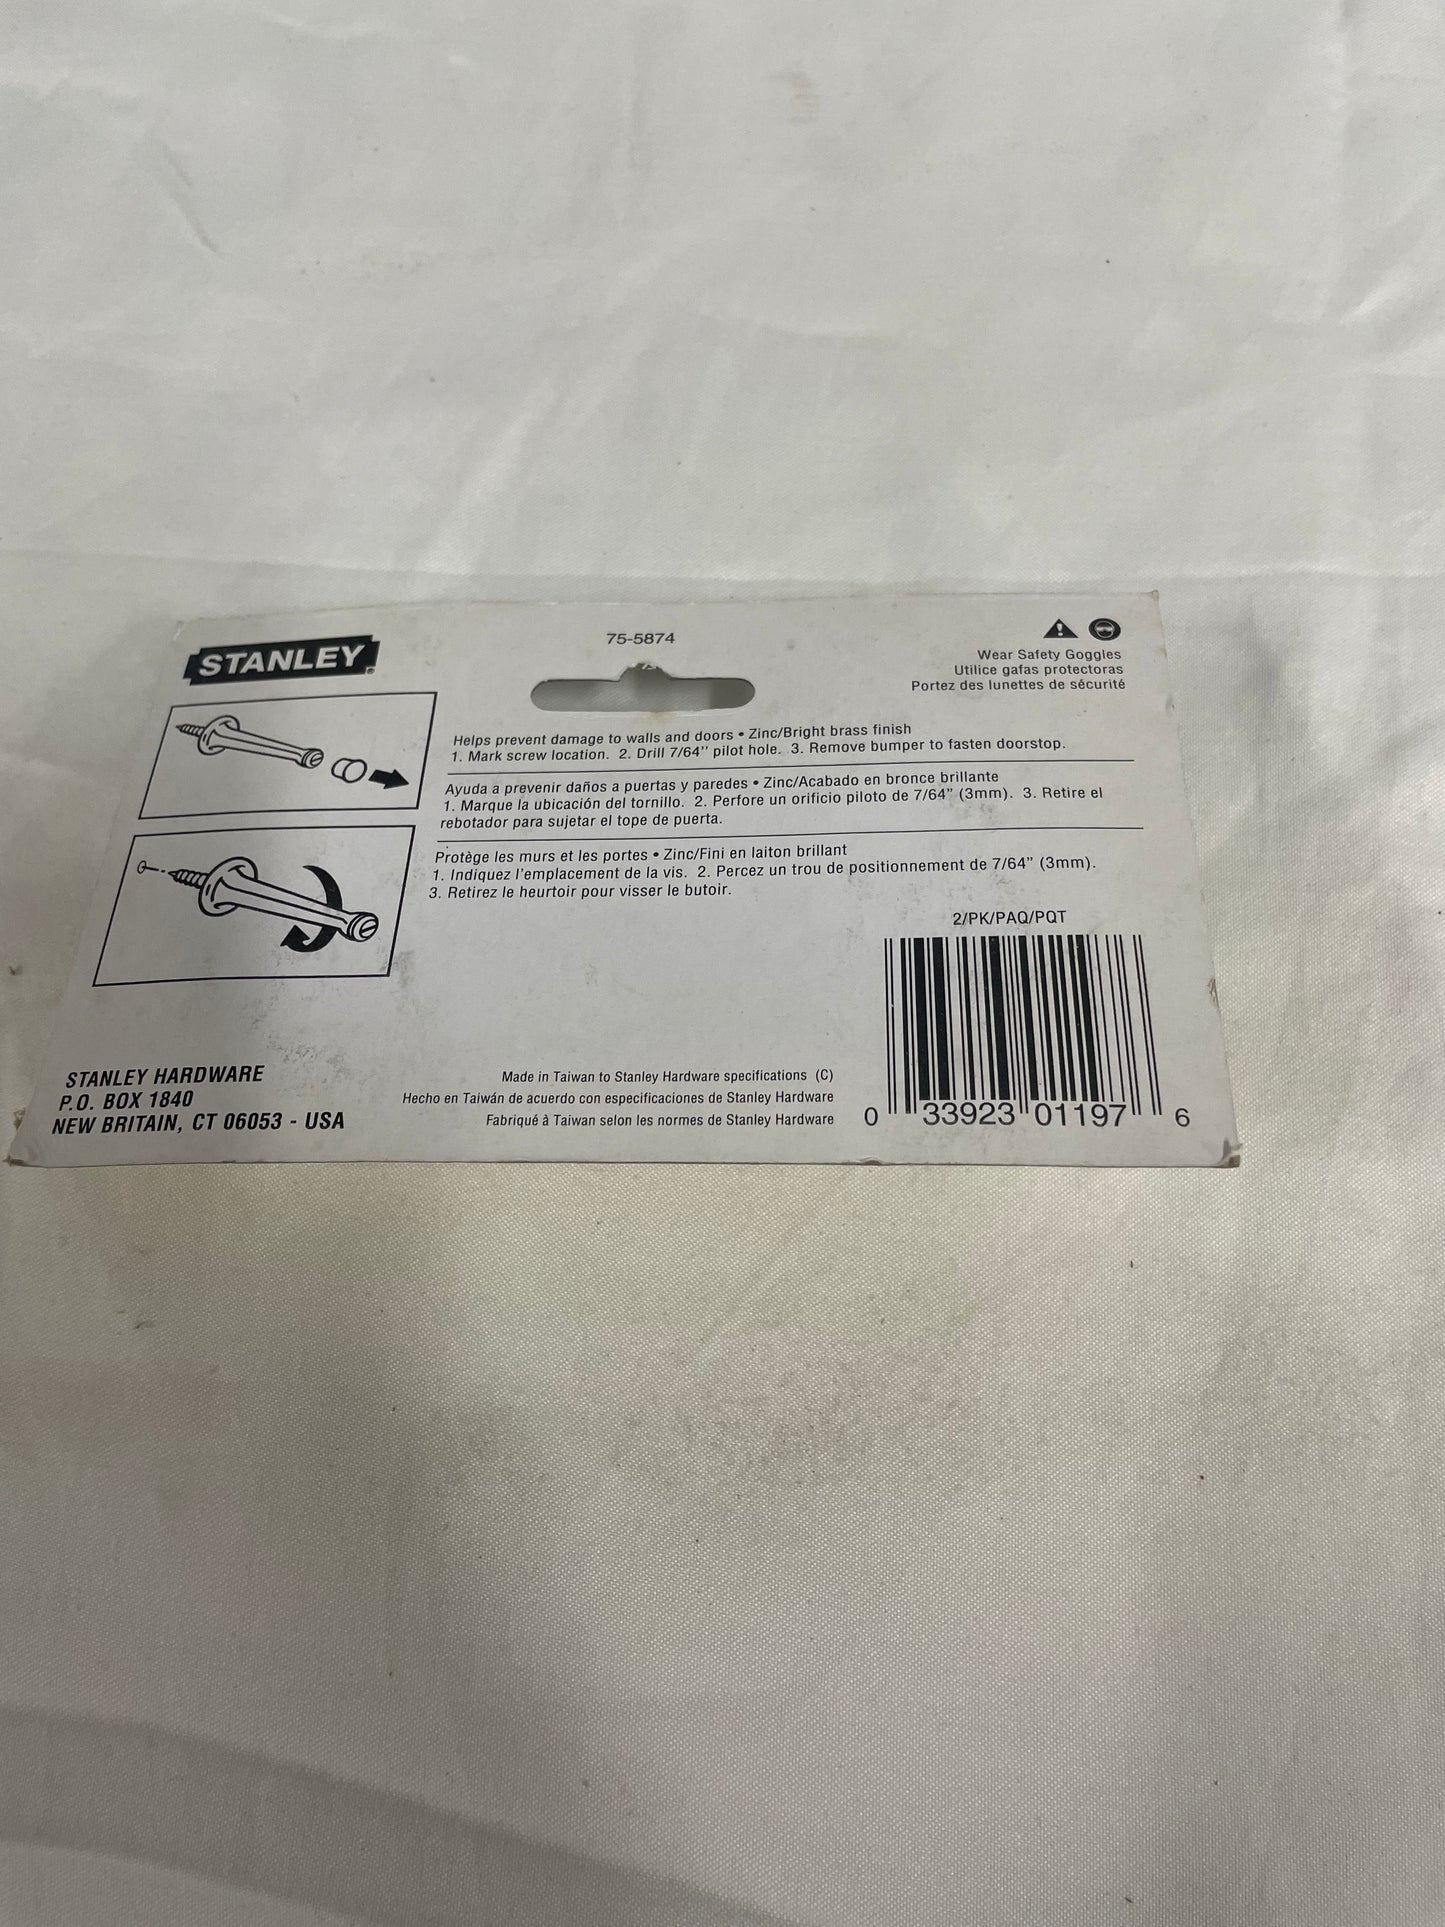 STANLEY®
75-5874
Wear Safety Goggles
Utilice gafas protectoras
Portez des lunettes de sécurité
Helps prevent damage to walls and doors • Zinc/Bright brass finish
1. Mark screw location. 2. Drill 7/64" pilot hole. 3. Remove bumper to fasten doorstop.
Ayuda a prevenir daños a puertas y paredes • Zinc/Acabado en bronce brillante
1. Marque la ubicación del tornillo. 2. Perfore un orificio piloto de 7/64" (3mm). 3. Retire el
rebotador para sujetar el tope de puerta.
Protège les murs et les portes • Zinc/Fini en laiton brillant
1. Indiquez l'emplacement de la vis. 2. Percez un trou de positionnement de 7/64" (3mm).
3. Retirez le heurtoir pour visser le butoir.
2/PK/PAQ/PQT
STANLEY HARDWARE
P.O. BOX 1840
NEW BRITAIN, CT 06053 - USA
Made in Taiwan to Stanley Hardware specifications (C)
Hecho en Taiwán de acuerdo con especificaciones de Stanley Hardware
Fabriqué à Taiwan selon les normes de Stanley Hardware
0 33923 01197 6